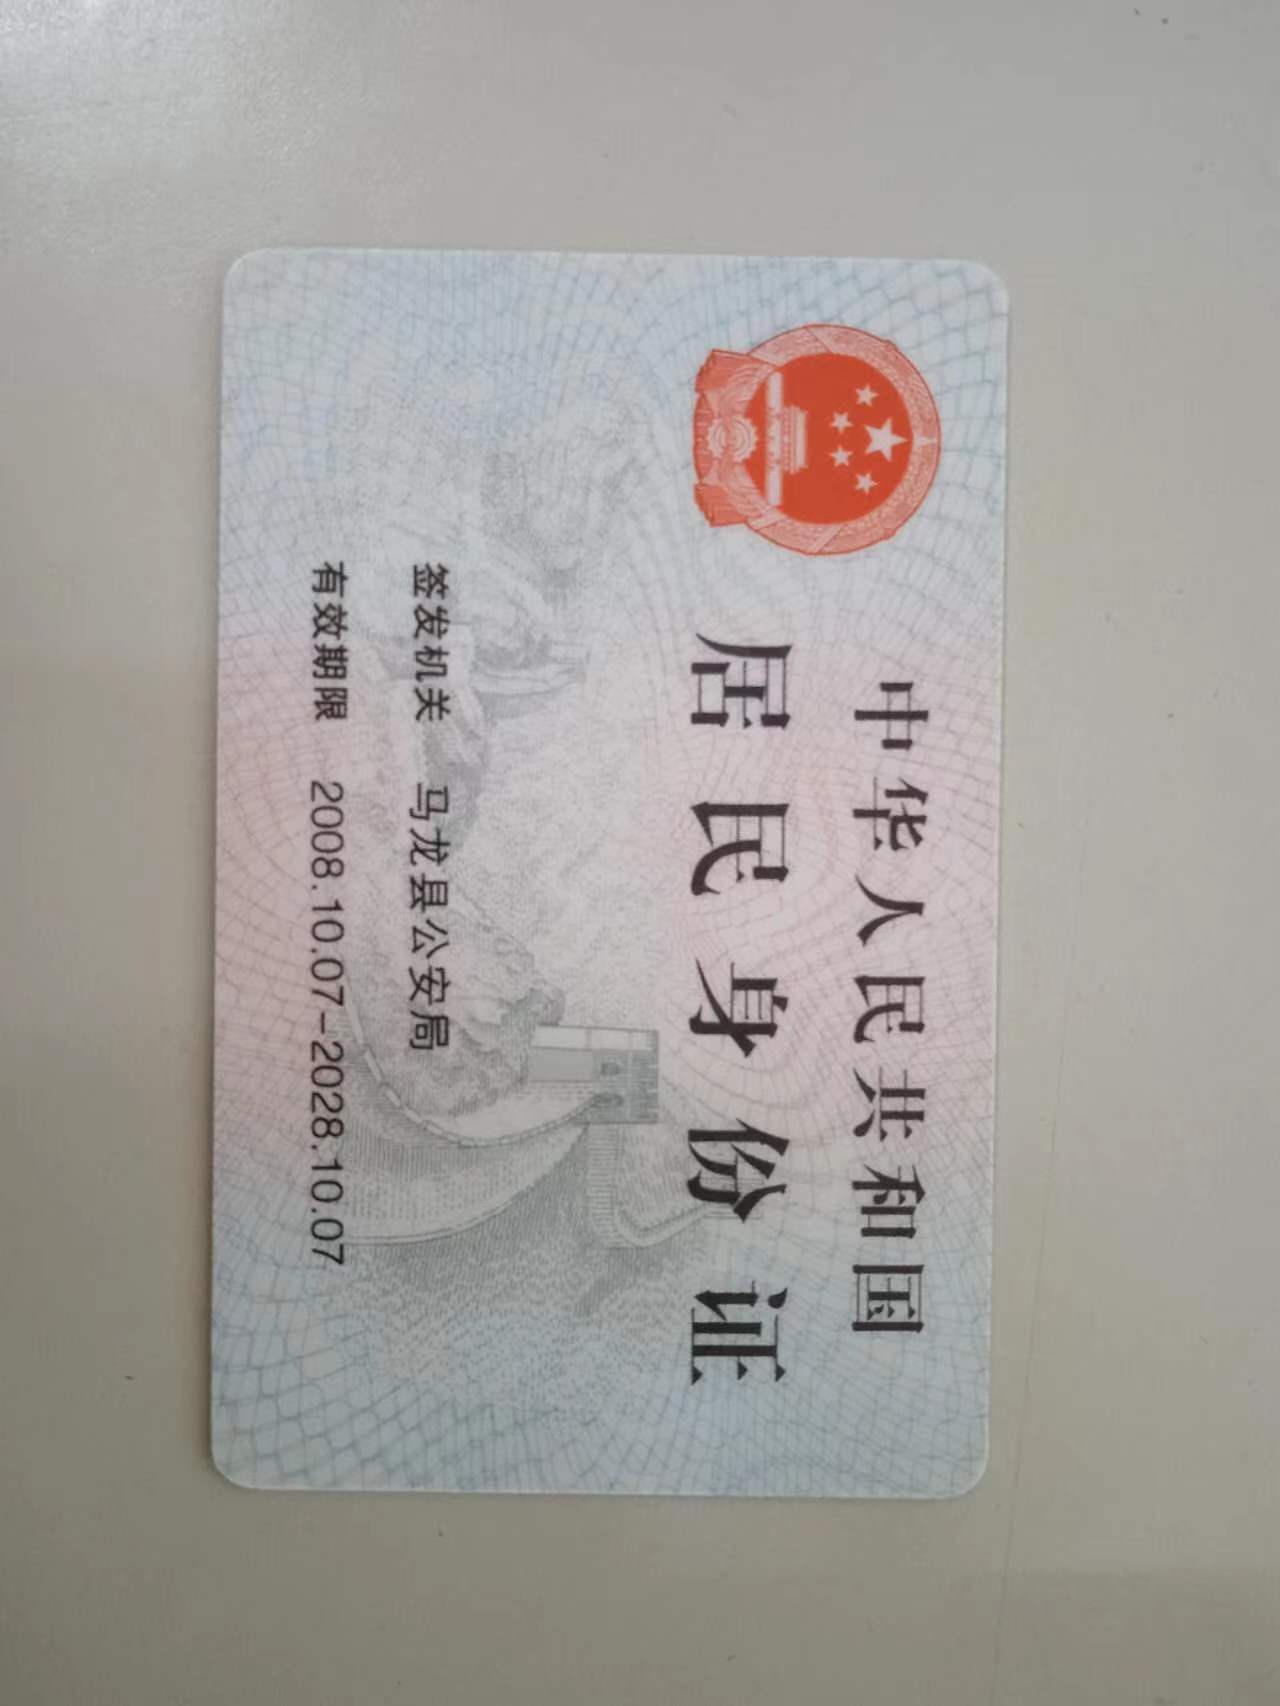 中华人民共和国
居民身份证
签发机关 马龙县公安局
有效期限 2008.10.07-2028.10.07